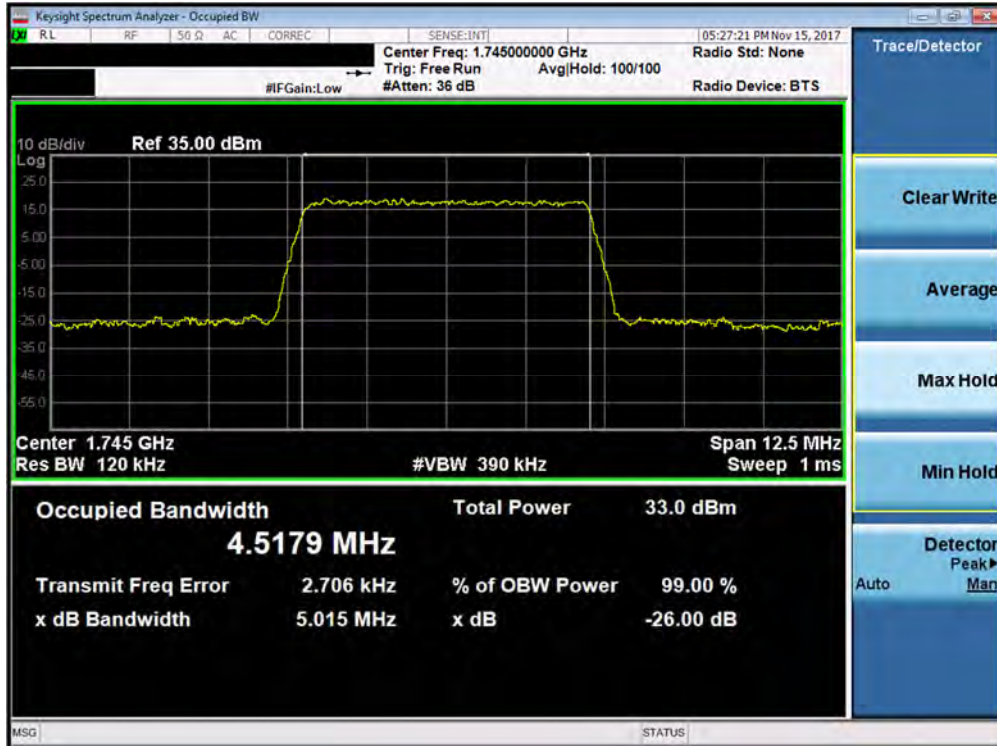 Keysight Spectrum Analyzer - Occupied BW
LXI RL RF 50 Ω AC CORREC SENSE:INT 05:27:21 PM Nov 15, 2017
Center Freq: 1.745000000 GHz Radio Std: None
Trig: Free Run Avg|Hold: 100/100
#IFGain:Low #Atten: 36 dB Radio Device: BTS
10 dB/div Ref 35.00 dBm
Log
25.0
15.0
5.00
-5.00
-15.0
-25.0
-35.0
-45.0
-55.0
Center 1.745 GHz Span 12.5 MHz
Res BW 120 kHz #VBW 390 kHz Sweep 1 ms
Occupied Bandwidth Total Power 33.0 dBm
4.5179 MHz
Transmit Freq Error 2.706 kHz % of OBW Power 99.00 %
x dB Bandwidth 5.015 MHz x dB -26.00 dB
MSG STATUS
Trace/Detector
Clear Write
Average
Max Hold
Min Hold
Detector
Peak▶
Auto Man